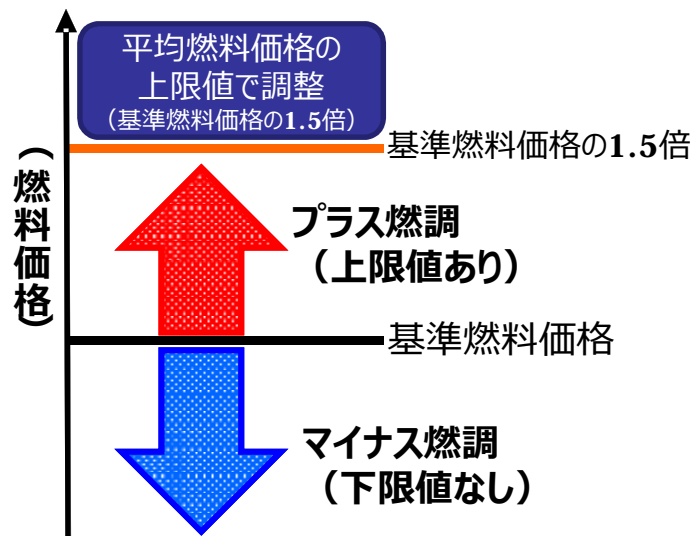 平均燃料価格の
上限値で調整
（基準燃料価格の1.5倍）
基準燃料価格の1.5倍
（燃料価格）
プラス燃調
（上限値あり）
基準燃料価格
マイナス燃調
（下限値なし）